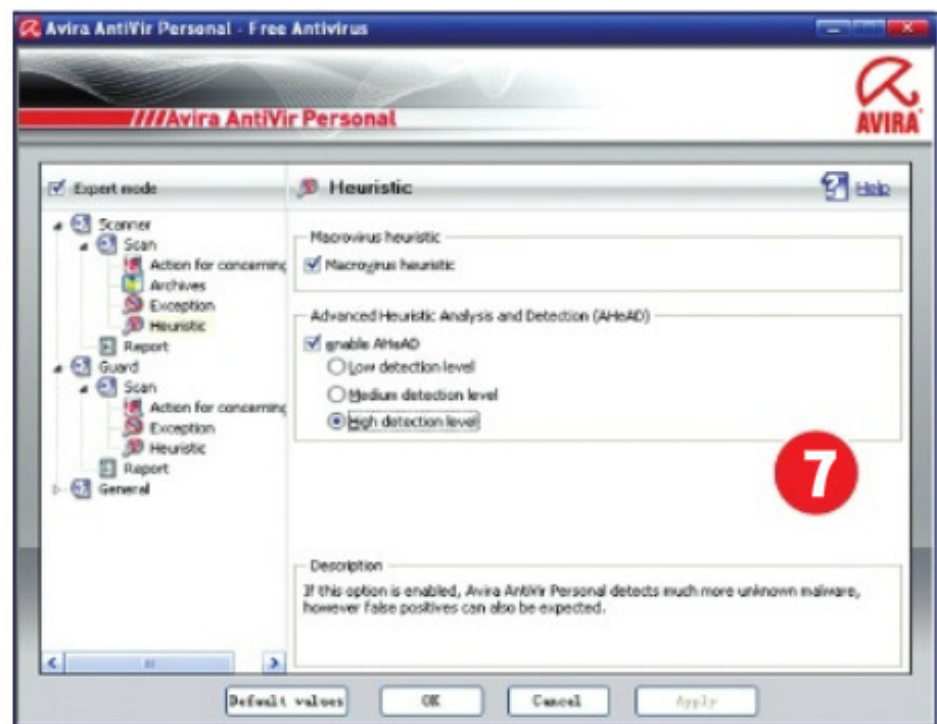 Avira AntiVir Personal - Free Antivirus
////Avira AntiVir Personal
AVIRA
Expert mode
Scanner
Scan
Action for concerning
Archives
Exception
Heuristic
Report
Guard
Scan
Action for concerning
Exception
Heuristic
Report
General
Heuristic
Help
Macrovirus heuristic
Macrovirus heuristic
Advanced Heuristic Analysis and Detection (AHeAD)
enable AHeAD
Low detection level
Medium detection level
High detection level
7
Description
If this option is enabled, Avira AntiVir Personal detects much more unknown malware,
however false positives can also be expected.
Default values
OK
Cancel
Apply